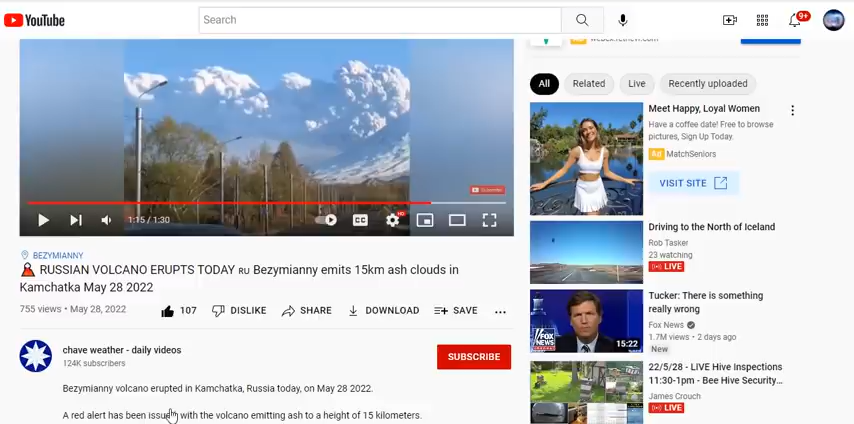 YouTube
Search
9+
All
Related
Live
Recently uploaded
Meet Happy, Loyal Women
Have a coffee date! Free to browse
pictures, Sign Up Today.
Ad MatchSeniors
VISIT SITE
1:15 / 1:30
CC
HD
Driving to the North of Iceland
Rob Tasker
23 watching
LIVE
BEZYMIANNY
RUSSIAN VOLCANO ERUPTS TODAY RU Bezymianny emits 15km ash clouds in
Kamchatka May 28 2022
755 views • May 28, 2022
107
DISLIKE
SHARE
DOWNLOAD
SAVE
Tucker: There is something
really wrong
Fox News
1.7M views • 2 days ago
New
FOX
NEWS
15:22
chave weather - daily videos
124K subscribers
SUBSCRIBE
Bezymianny volcano erupted in Kamchatka, Russia today, on May 28 2022.
A red alert has been issue with the volcano emitting ash to a height of 15 kilometers.
22/5/28 - LIVE Hive Inspections
11:30-1pm - Bee Hive Security...
James Crouch
LIVE